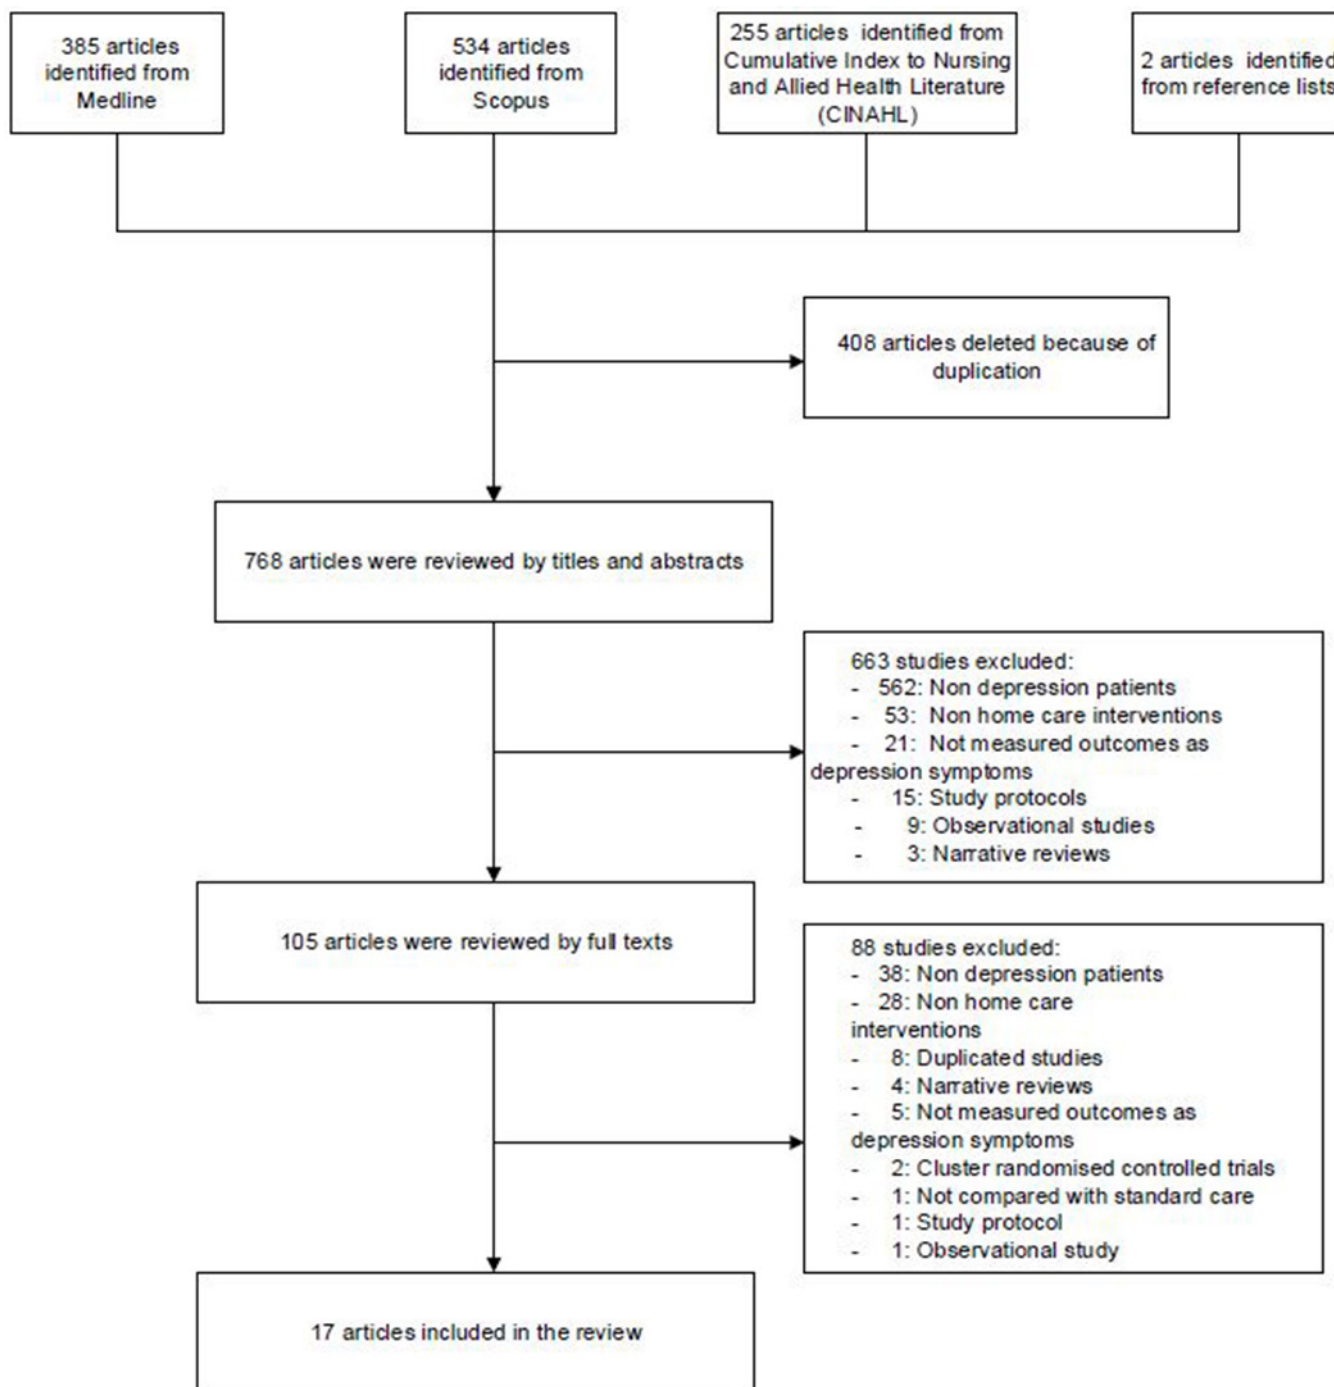 385 articles
identified from
Medline
534 articles
identified from
Scopus
255 articles identified from
Cumulative Index to Nursing
and Allied Health Literature
(CINAHL)
2 articles identified
from reference lists
408 articles deleted because of
duplication
768 articles were reviewed by titles and abstracts
663 studies excluded:
- 562: Non depression patients
- 53: Non home care interventions
- 21: Not measured outcomes as
depression symptoms
- 15: Study protocols
- 9: Observational studies
- 3: Narrative reviews
105 articles were reviewed by full texts
88 studies excluded:
- 38: Non depression patients
- 28: Non home care
interventions
- 8: Duplicated studies
- 4: Narrative reviews
- 5: Not measured outcomes as
depression symptoms
- 2: Cluster randomised controlled trials
- 1: Not compared with standard care
- 1: Study protocol
- 1: Observational study
17 articles included in the review